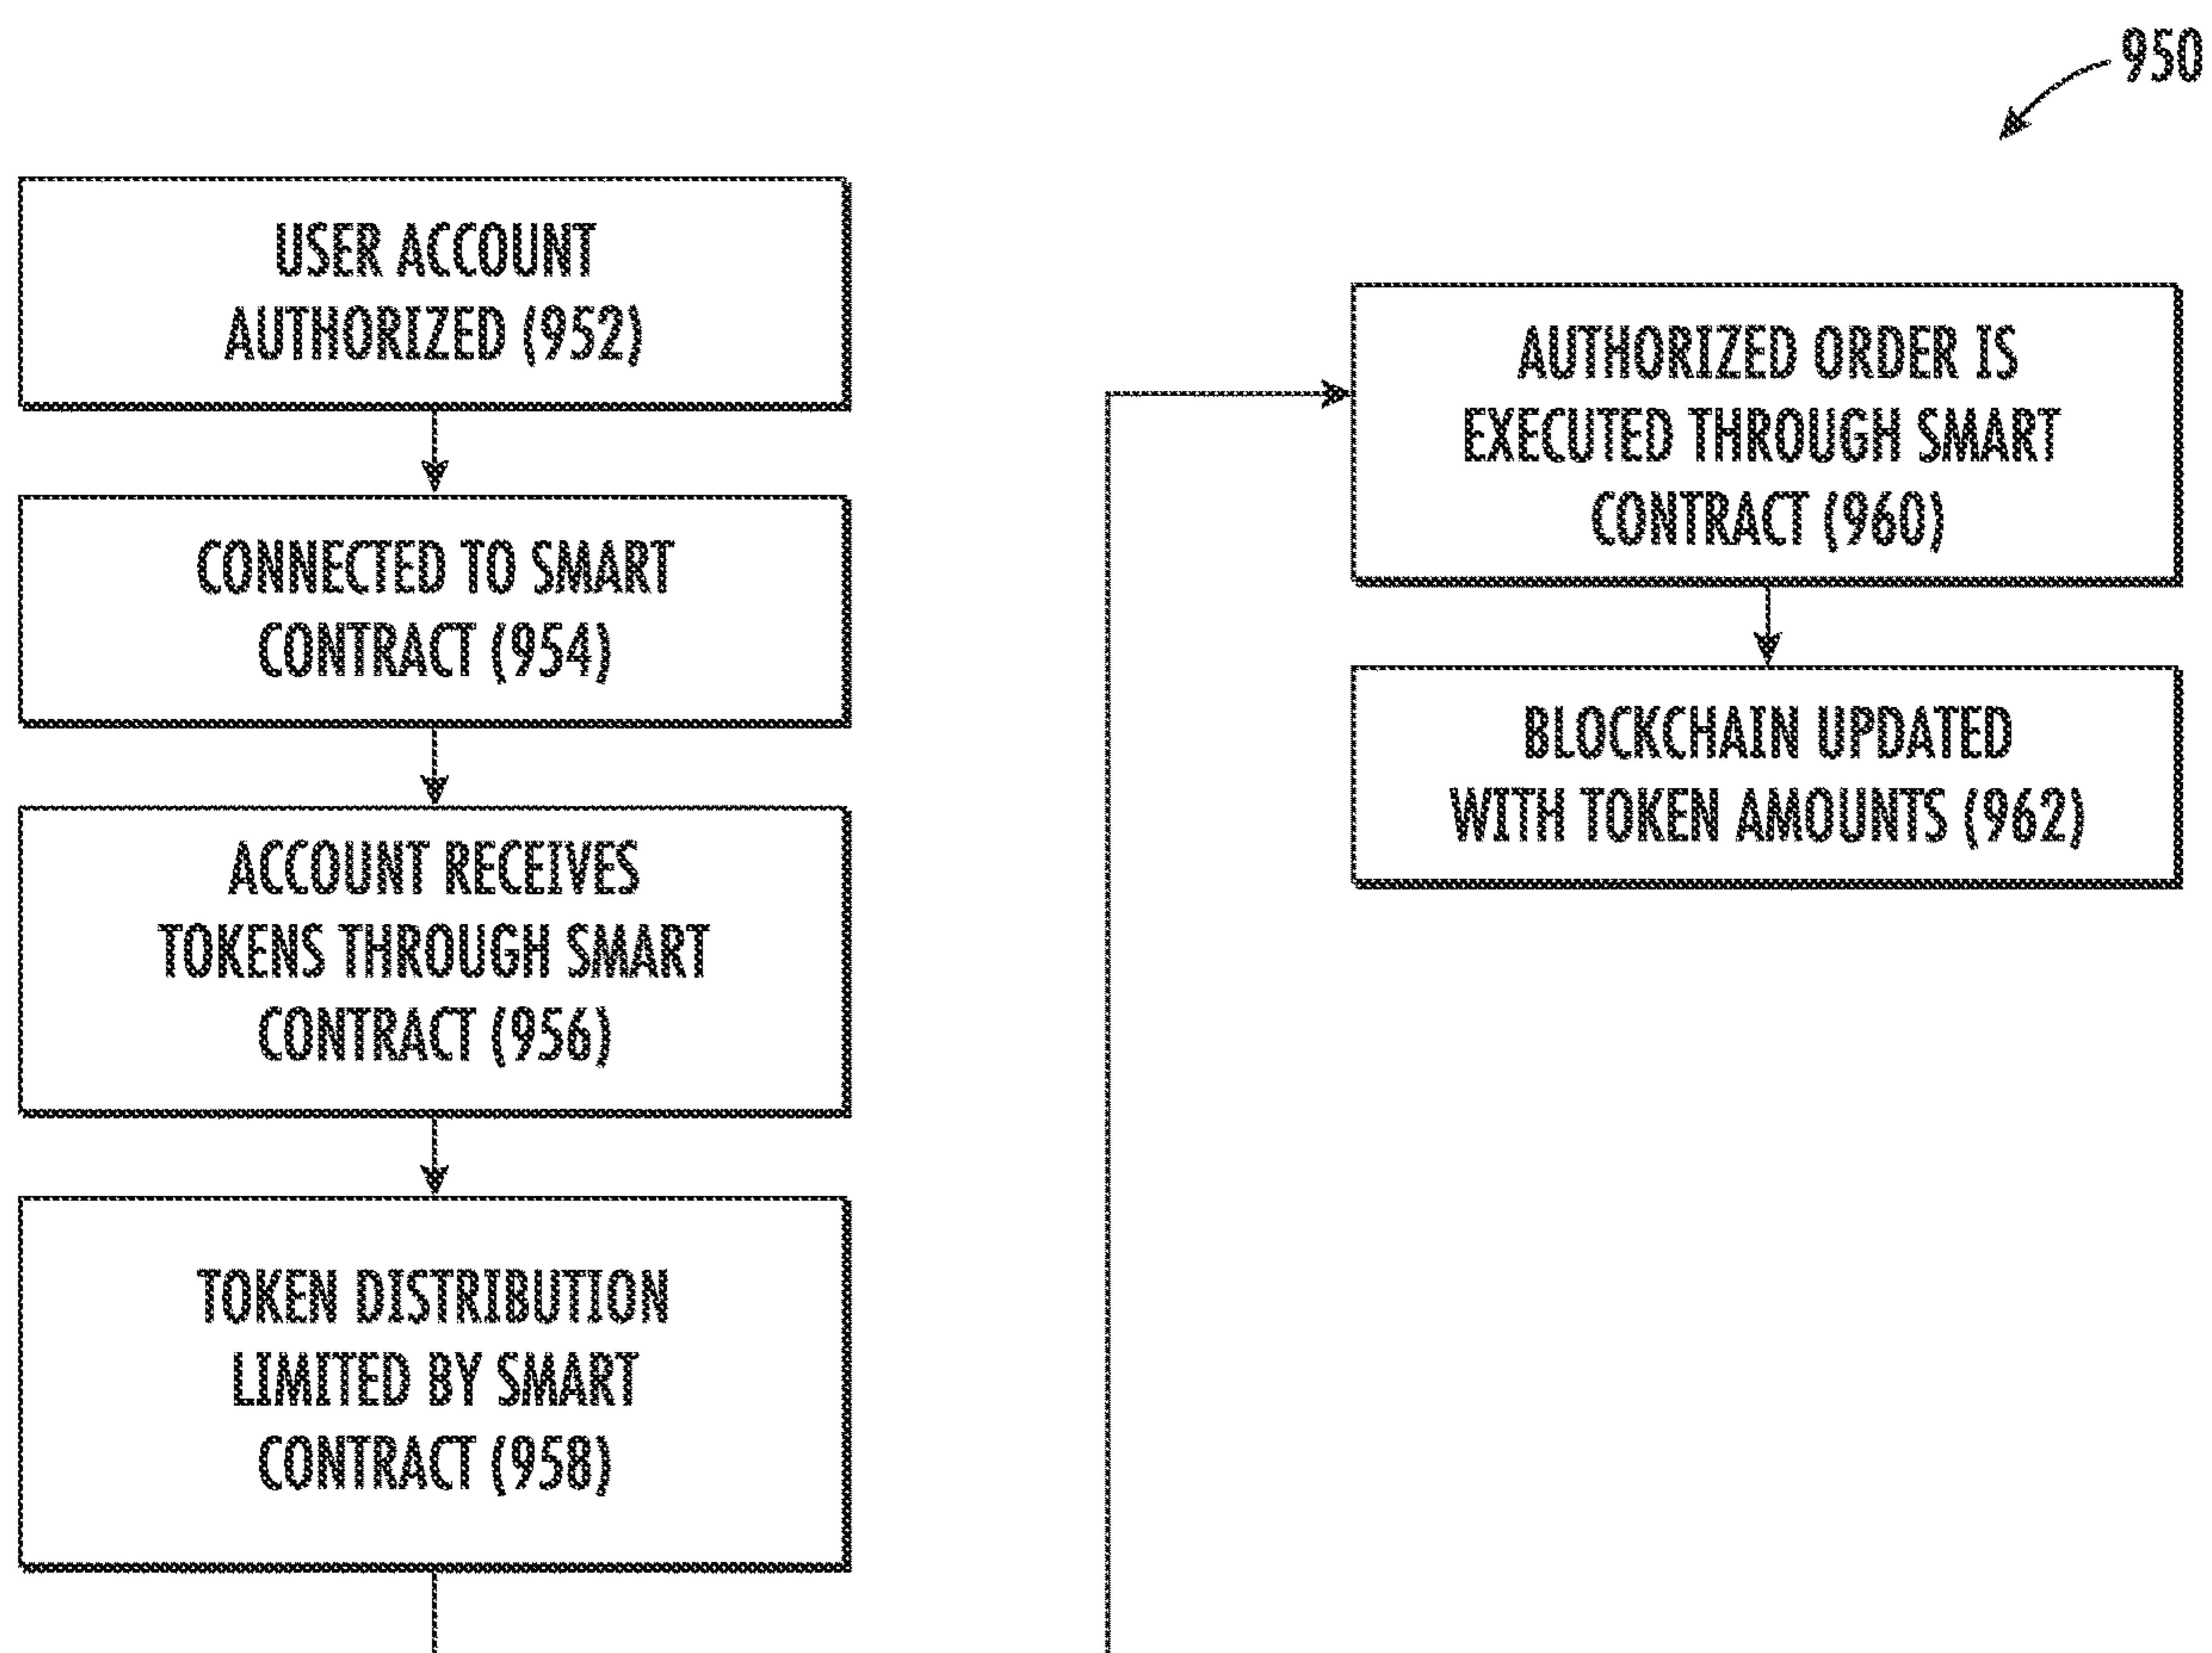 950
USER ACCOUNT
AUTHORIZED (952)
CONNECTED TO SMART
CONTRACT (954)
ACCOUNT RECEIVES
TOKENS THROUGH SMART
CONTRACT (956)
TOKEN DISTRIBUTION
LIMITED BY SMART
CONTRACT (958)
AUTHORIZED ORDER IS
EXECUTED THROUGH SMART
CONTRACT (960)
BLOCKCHAIN UPDATED
WITH TOKEN AMOUNTS (962)